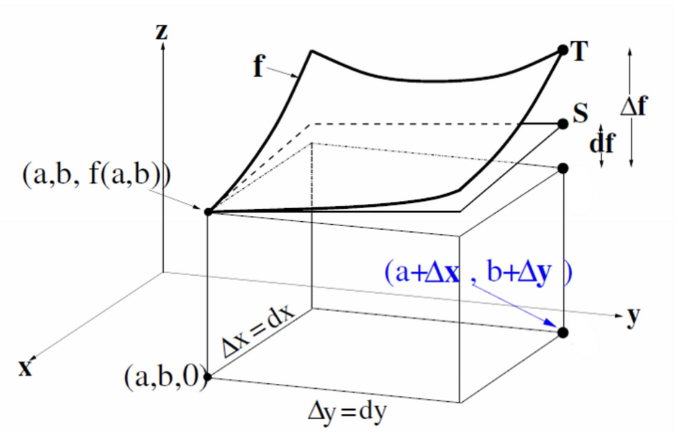 z
f
T
S
Δf
df
(a,b, f(a,b))
(a+Δx , b+Δy )
y
Δx=dx
x
(a,b,0)
Δy=dy